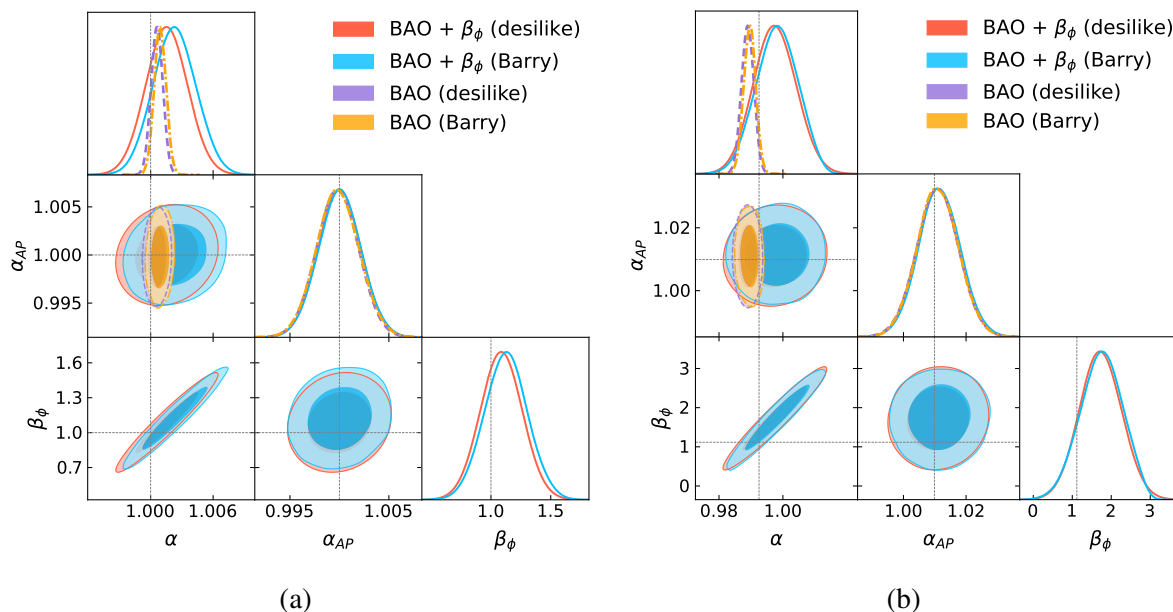 BAO + β_ϕ (desilike)
BAO + β_ϕ (Barry)
BAO (desilike)
BAO (Barry)
1.005
1.000
0.995
α_AP
1.6
1.3
1.0
0.7
β_ϕ
1.000 1.006
0.995 1.005
1.0 1.5
α α_AP β_ϕ
(a)
BAO + β_ϕ (desilike)
BAO + β_ϕ (Barry)
BAO (desilike)
BAO (Barry)
1.02
1.00
α_AP
3
2
1
0
β_ϕ
0.98 1.00
1.00 1.02
0 1 2 3
α α_AP β_ϕ
(b)